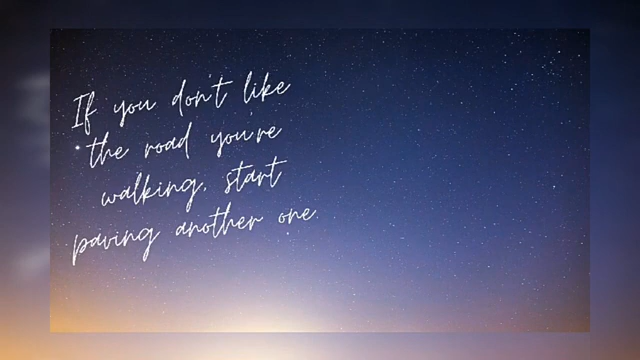 If you don't like
the road you're
walking, start
paving another one.